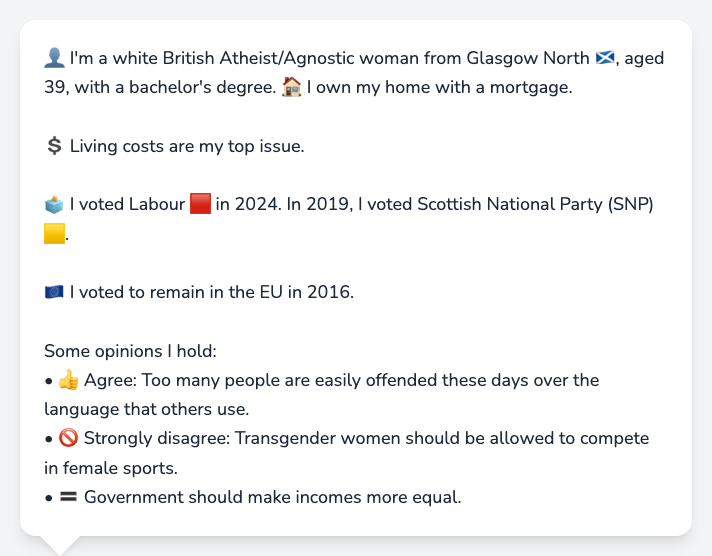 👤 I'm a white British Atheist/Agnostic woman from Glasgow North 🏴󠁧󠁢󠁳󠁣󠁴󠁿, aged
39, with a bachelor's degree. 🏠 I own my home with a mortgage.
💲 Living costs are my top issue.
🗳️ I voted Labour 🟥 in 2024. In 2019, I voted Scottish National Party (SNP)
🟨.
🇪🇺 I voted to remain in the EU in 2016.
Some opinions I hold:
• 👍 Agree: Too many people are easily offended these days over the
language that others use.
• 🚫 Strongly disagree: Transgender women should be allowed to compete
in female sports.
• 🟰 Government should make incomes more equal.